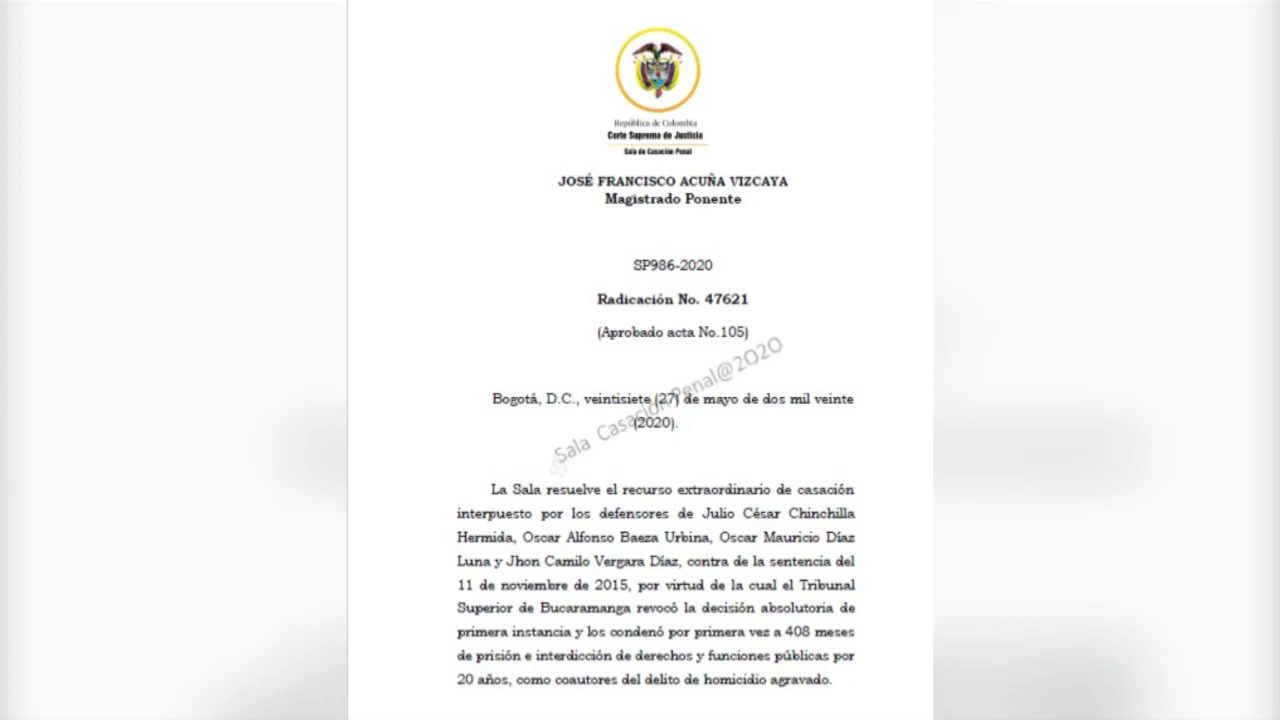 República de Colombia
Corte Suprema de Justicia
Sala de Casación Penal
JOSÉ FRANCISCO ACUÑA VIZCAYA
Magistrado Ponente
SP986-2020
Radicación No. 47621
(Aprobado acta No.105)
Sala Casación Penal@2020
Bogotá, D.C., veintisiete (27) de mayo de dos mil veinte
(2020).
La Sala resuelve el recurso extraordinario de casación
interpuesto por los defensores de Julio César Chinchilla
Hermida, Oscar Alfonso Baeza Urbina, Oscar Mauricio Díaz
Luna y Jhon Camilo Vergara Díaz, contra de la sentencia del
11 de noviembre de 2015, por virtud de la cual el Tribunal
Superior de Bucaramanga revocó la decisión absolutoria de
primera instancia y los condenó por primera vez a 408 meses
de prisión e interdicción de derechos y funciones públicas por
20 años, como coautores del delito de homicidio agravado.